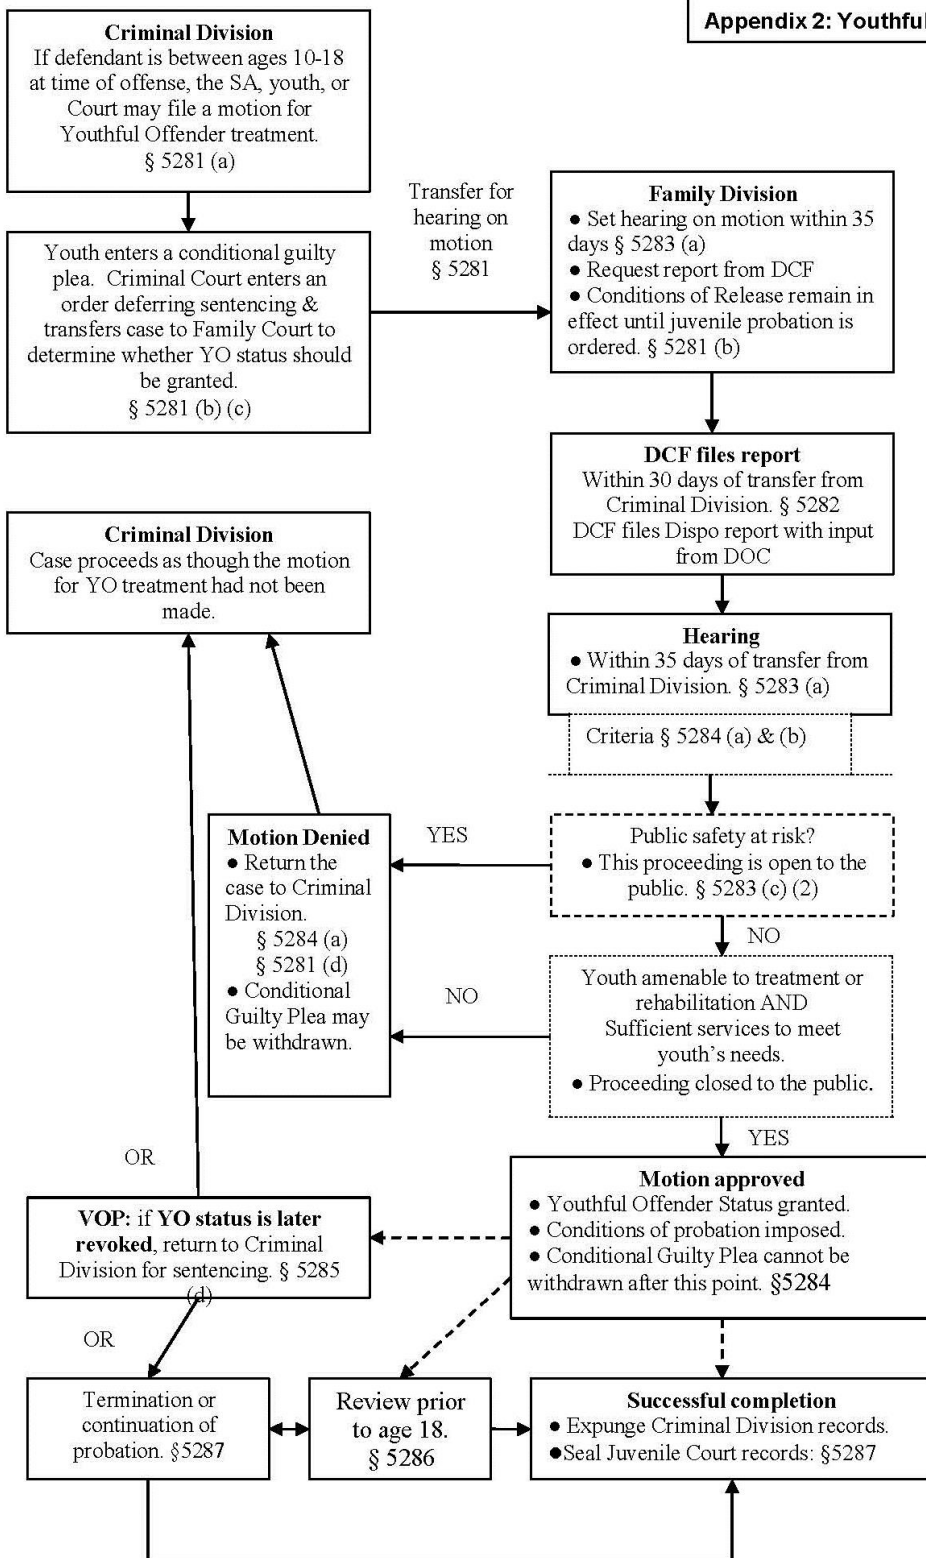 Appendix 2: Youthful
Criminal Division
If defendant is between ages 10-18
at time of offense, the SA, youth, or
Court may file a motion for
Youthful Offender treatment.
§ 5281 (a)
Youth enters a conditional guilty
plea.  Criminal Court enters an
order deferring sentencing &
transfers case to Family Court to
determine whether YO status should
be granted.
§ 5281 (b) (c)
Transfer for
hearing on
motion
§ 5281
Family Division
● Set hearing on motion within 35
days § 5283 (a)
● Request report from DCF
● Conditions of Release remain in
effect until juvenile probation is
ordered. § 5281 (b)
DCF files report
Within 30 days of transfer from
Criminal Division. § 5282
DCF files Dispo report with input
from DOC
Criminal Division
Case proceeds as though the motion
for YO treatment had not been
made.
Hearing
● Within 35 days of transfer from
Criminal Division. § 5283 (a)
Criteria § 5284 (a) & (b)
Public safety at risk?
● This proceeding is open to the
public. § 5283 (c) (2)
YES
Motion Denied
● Return the
case to Criminal
Division.
§ 5284 (a)
§ 5281 (d)
● Conditional
Guilty Plea may
be withdrawn.
NO
NO
Youth amenable to treatment or
rehabilitation AND
Sufficient services to meet
youth's needs.
● Proceeding closed to the public.
YES
Motion approved
● Youthful Offender Status granted.
● Conditions of probation imposed.
● Conditional Guilty Plea cannot be
withdrawn after this point. §5284
OR
VOP: if YO status is later
revoked, return to Criminal
Division for sentencing. § 5285
(d)
OR
Termination or
continuation of
probation. §5287
Review prior
to age 18.
§ 5286
Successful completion
● Expunge Criminal Division records.
●Seal Juvenile Court records: §5287